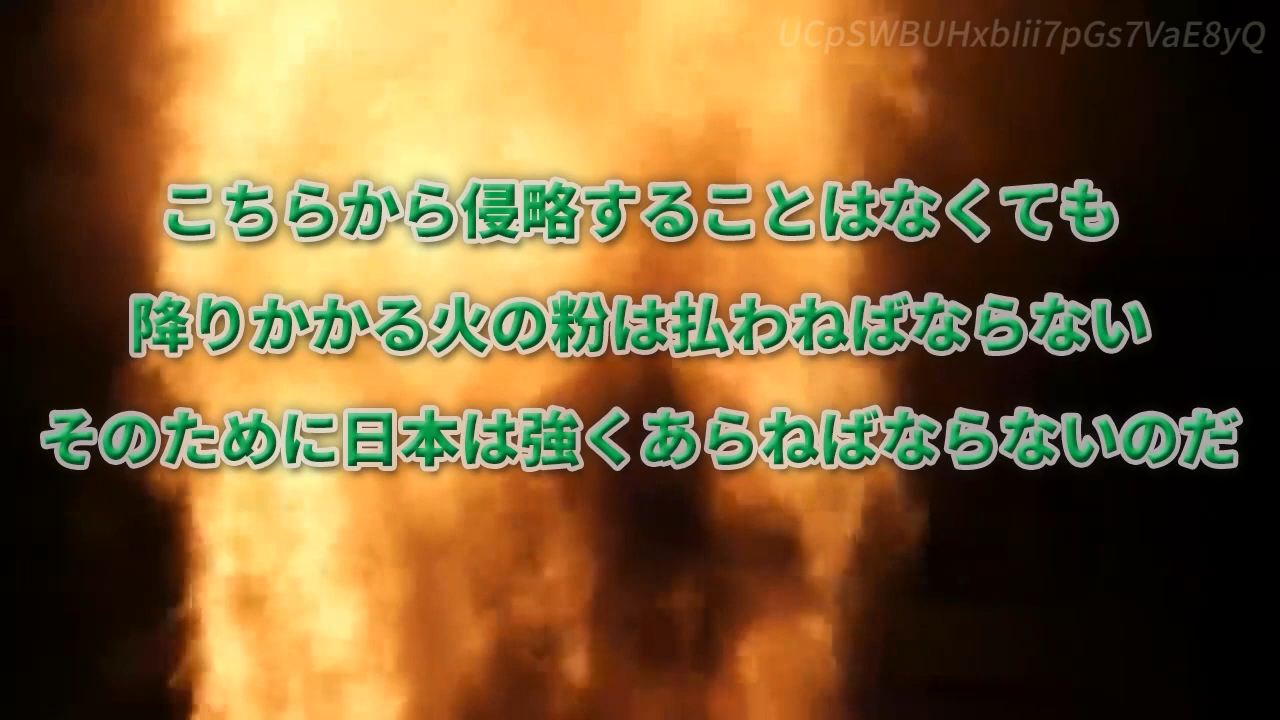 UCpSWBUHxbIii7pGs7VaE8yQ
こちらから侵略することはなくても
降りかかる火の粉は払わねばならない
そのために日本は強くあらねばならないのだ